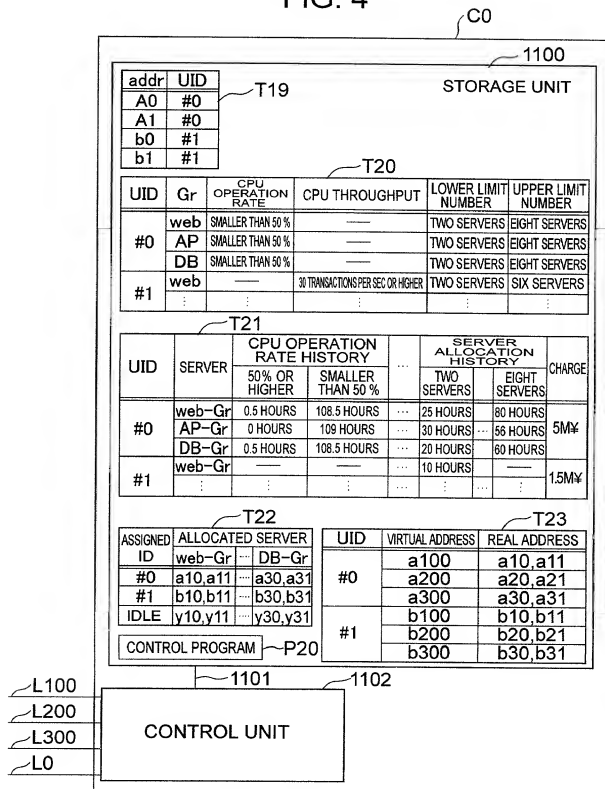 FIG. 4
C0
1100
STORAGE UNIT
T19
addr UID
A0 #0
A1 #0
b0 #1
b1 #1
T20
UID Gr CPU OPERATION RATE CPU THROUGHPUT LOWER LIMIT NUMBER UPPER LIMIT NUMBER
#0 web SMALLER THAN 50 % — TWO SERVERS EIGHT SERVERS
AP SMALLER THAN 50 % — TWO SERVERS EIGHT SERVERS
DB SMALLER THAN 50 % — TWO SERVERS EIGHT SERVERS
#1 web — 30 TRANSACTIONS PER SEC OR HIGHER TWO SERVERS SIX SERVERS
⋮ ⋮ ⋮ ⋮ ⋮
T21
UID SERVER CPU OPERATION RATE HISTORY ... SERVER ALLOCATION HISTORY CHARGE
50% OR HIGHER SMALLER THAN 50 % TWO SERVERS EIGHT SERVERS
#0 web-Gr 0.5 HOURS 108.5 HOURS ... 25 HOURS 80 HOURS 5M¥
AP-Gr 0 HOURS 109 HOURS ... 30 HOURS ... 56 HOURS
DB-Gr 0.5 HOURS 108.5 HOURS ... 20 HOURS 60 HOURS
#1 web-Gr — — ... 10 HOURS — 1.5M¥
⋮ ⋮ ⋮ ... ⋮ ... ⋮
T22
ASSIGNED ID ALLOCATED SERVER
web-Gr ... DB-Gr
#0 a10,a11 ... a30,a31
#1 b10,b11 ... b30,b31
IDLE y10,y11 ... y30,y31
T23
UID VIRTUAL ADDRESS REAL ADDRESS
#0 a100 a10,a11
a200 a20,a21
a300 a30,a31
#1 b100 b10,b11
b200 b20,b21
b300 b30,b31
CONTROL PROGRAM P20
1101
1102
L100
L200
L300
L0
CONTROL UNIT